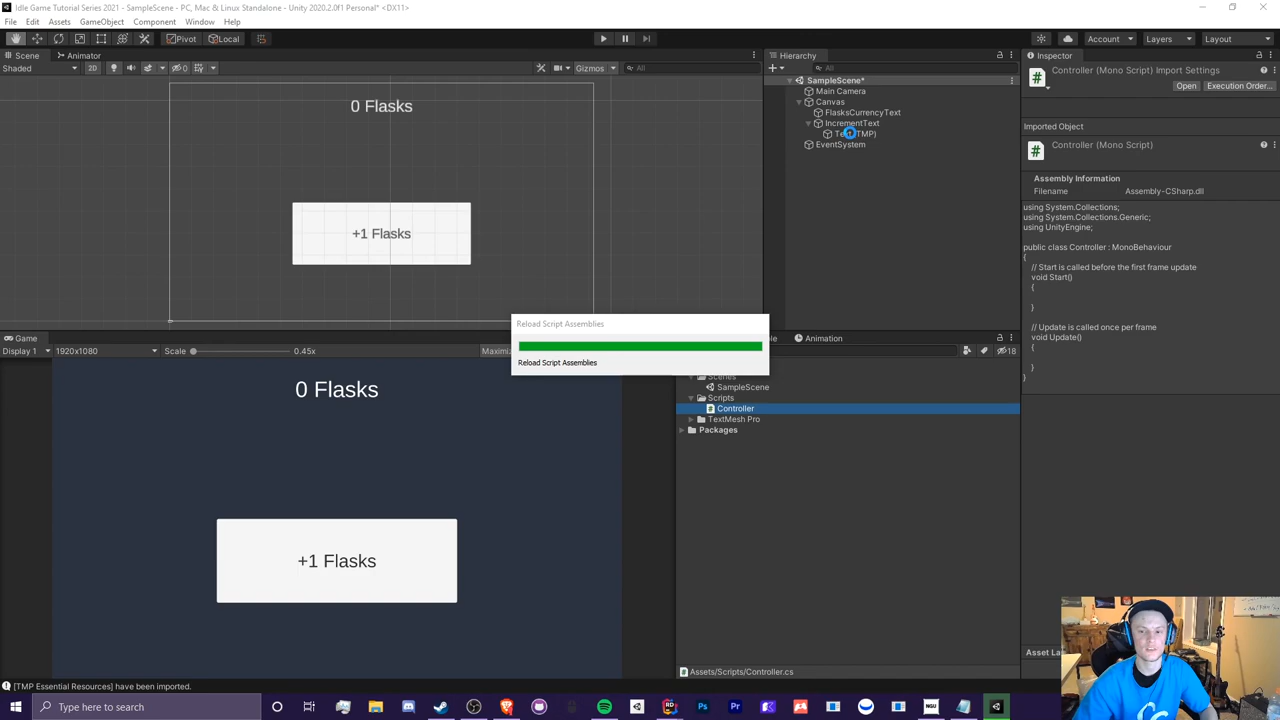 Idle Game Tutorial Series 2021 - SampleScene - PC, Mac & Linux Standalone - Unity 2020.2.0f1 Personal* <DX11>
File Edit Assets GameObject Component Window Help
Pivot Local Account Layers Layout
Scene Animator
Shaded 2D 0 Gizmos All
0 Flasks
+1 Flasks
Hierarchy
All
SampleScene*
Main Camera
Canvas
FlasksCurrencyText
IncrementText
TMP)
EventSystem
Inspector
Controller (Mono Script) Import Settings
Open Execution Order...
Imported Object
Controller (Mono Script)
Assembly Information
Filename Assembly-CSharp.dll
using System.Collections;
using System.Collections.Generic;
using UnityEngine;
public class Controller : MonoBehaviour
{
// Start is called before the first frame update
void Start()
{
}
// Update is called once per frame
void Update()
{
}
}
Reload Script Assemblies
Reload Script Assemblies
Game
Display 1 1920x1080 Scale 0.45x
0 Flasks
+1 Flasks
Animation
18
Scenes
SampleScene
Scripts
Controller
TextMesh Pro
Packages
Assets/Scripts/Controller.cs
[TMP Essential Resources] have been imported.
Type here to search